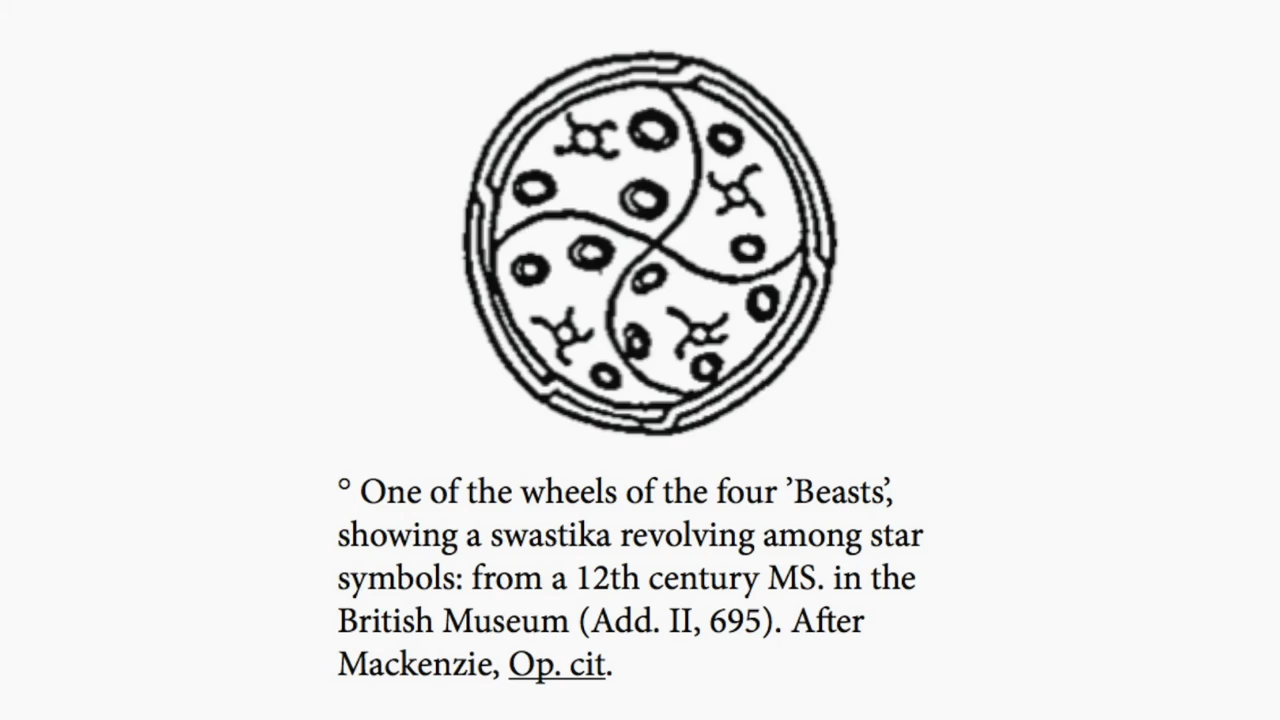 ° One of the wheels of the four ’Beasts’,
showing a swastika revolving among star
symbols: from a 12th century MS. in the
British Museum (Add. II, 695). After
Mackenzie, Op. cit.